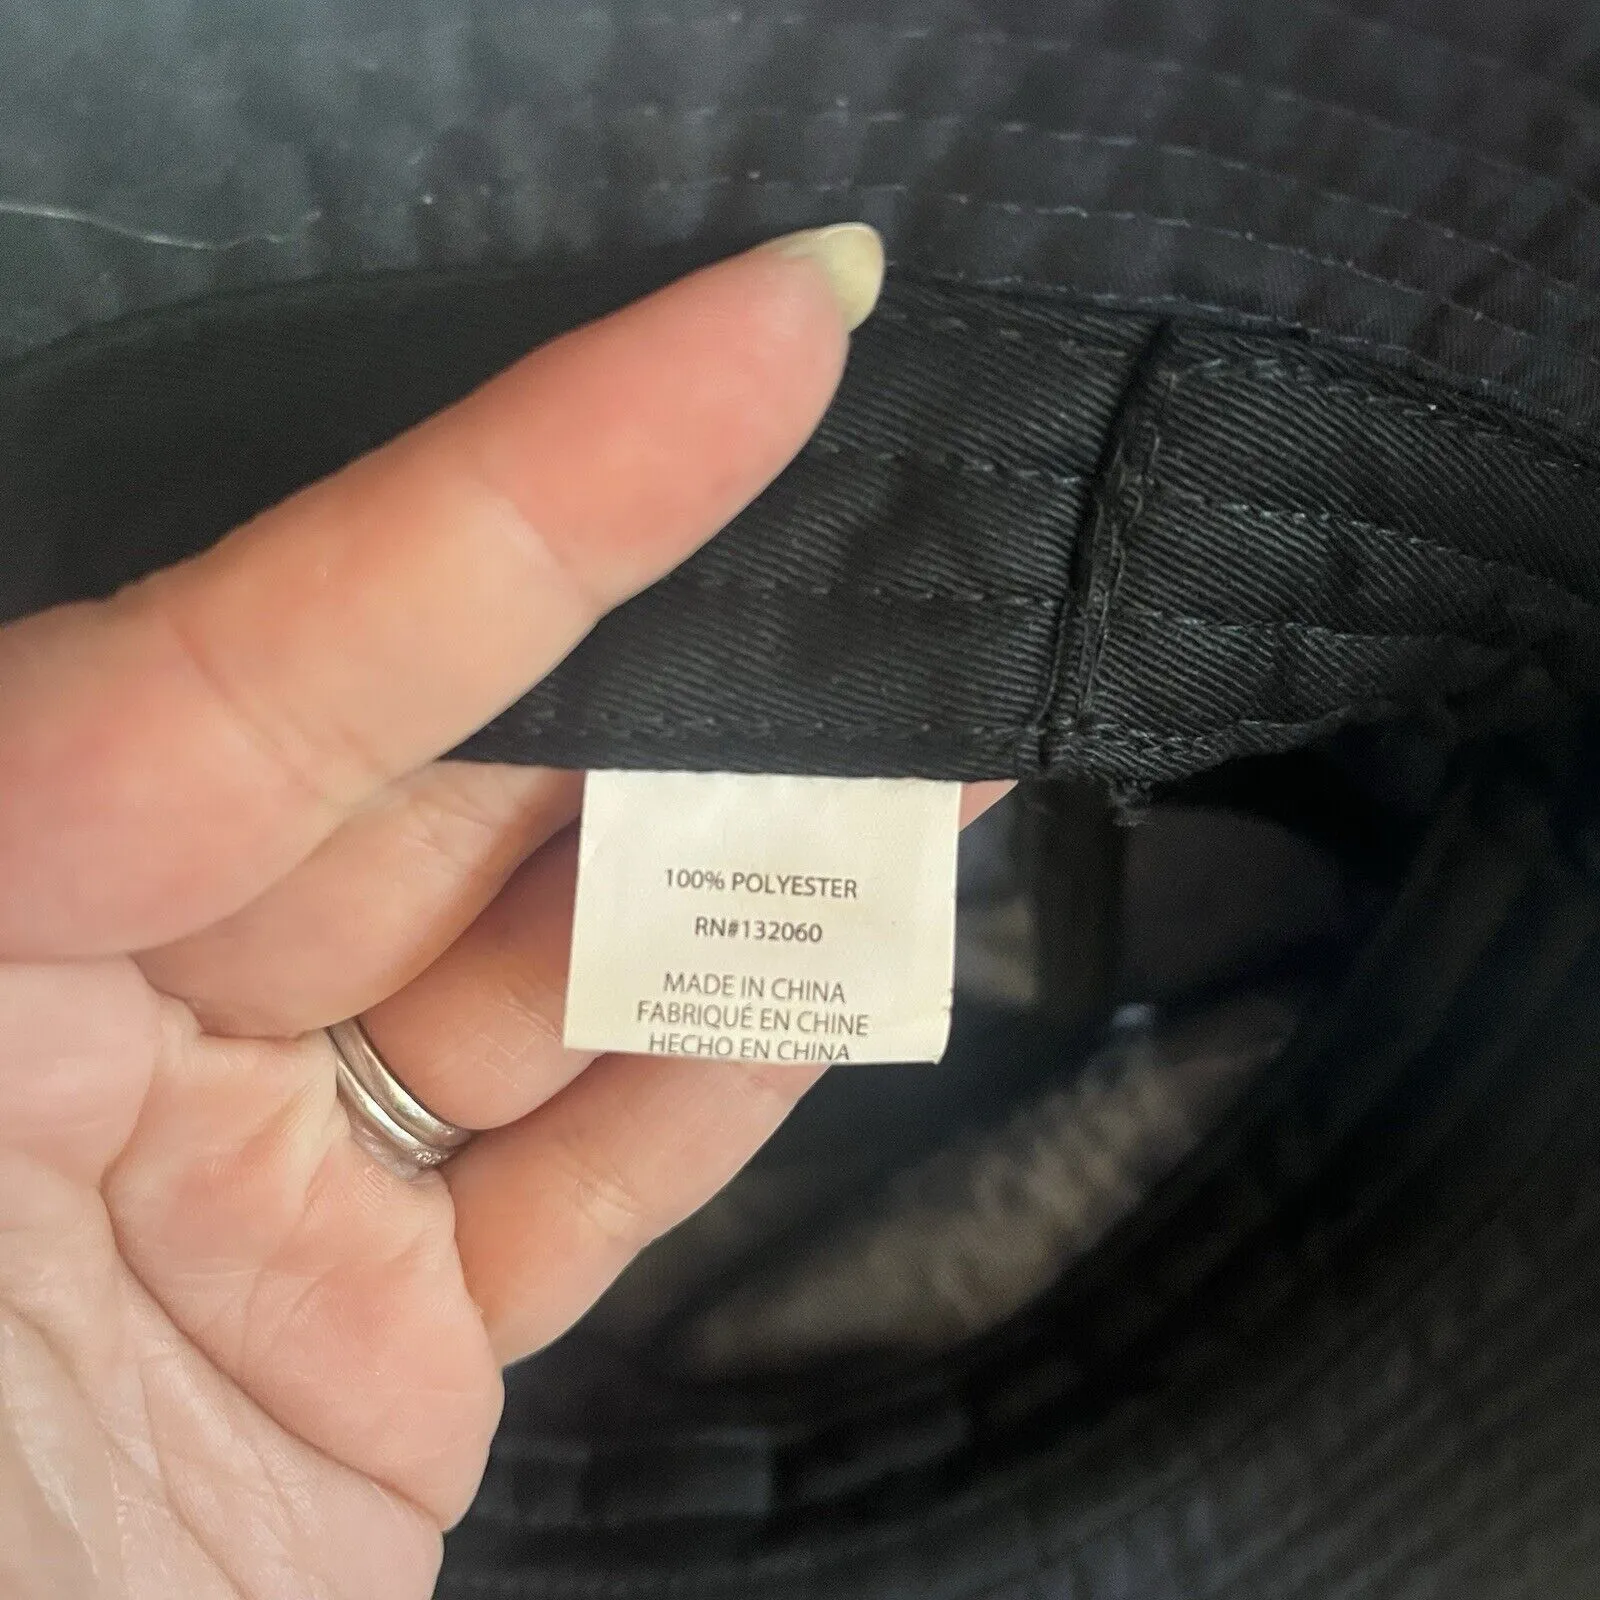 100% POLYESTER
RN#132060
MADE IN CHINA
FABRIQUÉ EN CHINE
HECHO EN CHINA